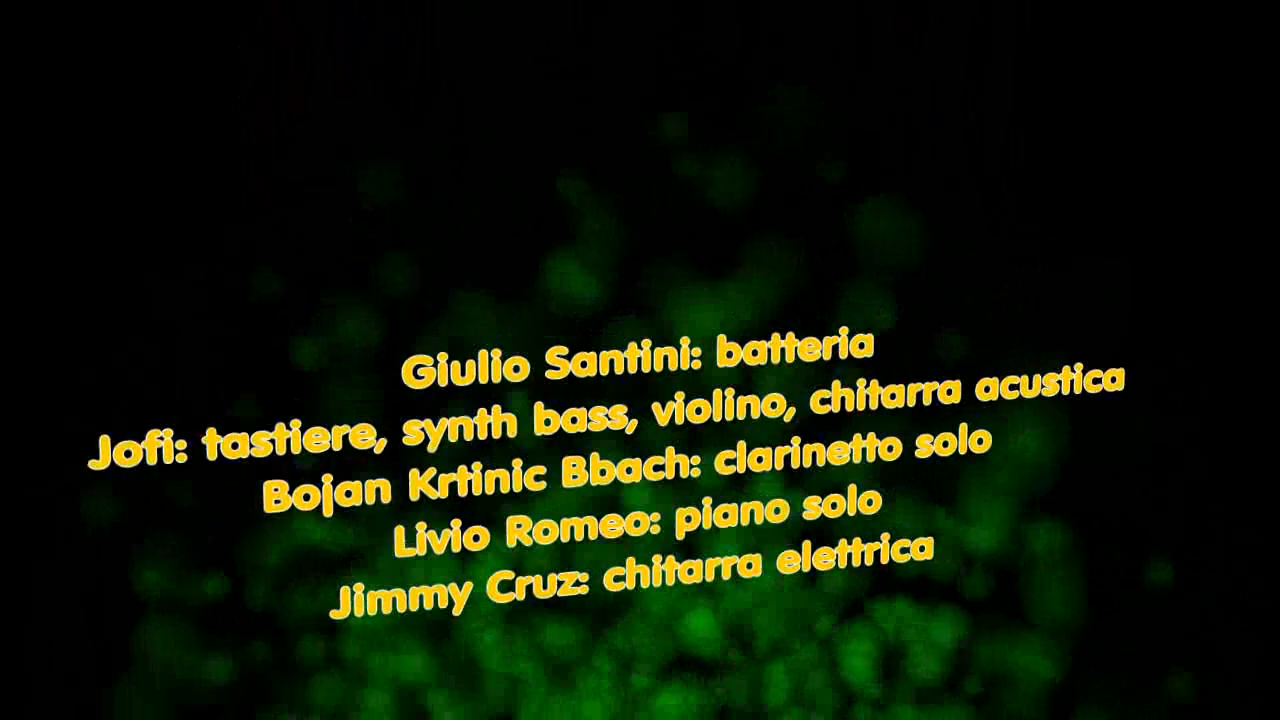 Giulio Santini: batteria
Jofi: tastiere, synth bass, violino, chitarra acustica
Bojan Krtinic Bbach: clarinetto solo
Livio Romeo: piano solo
Jimmy Cruz: chitarra elettrica